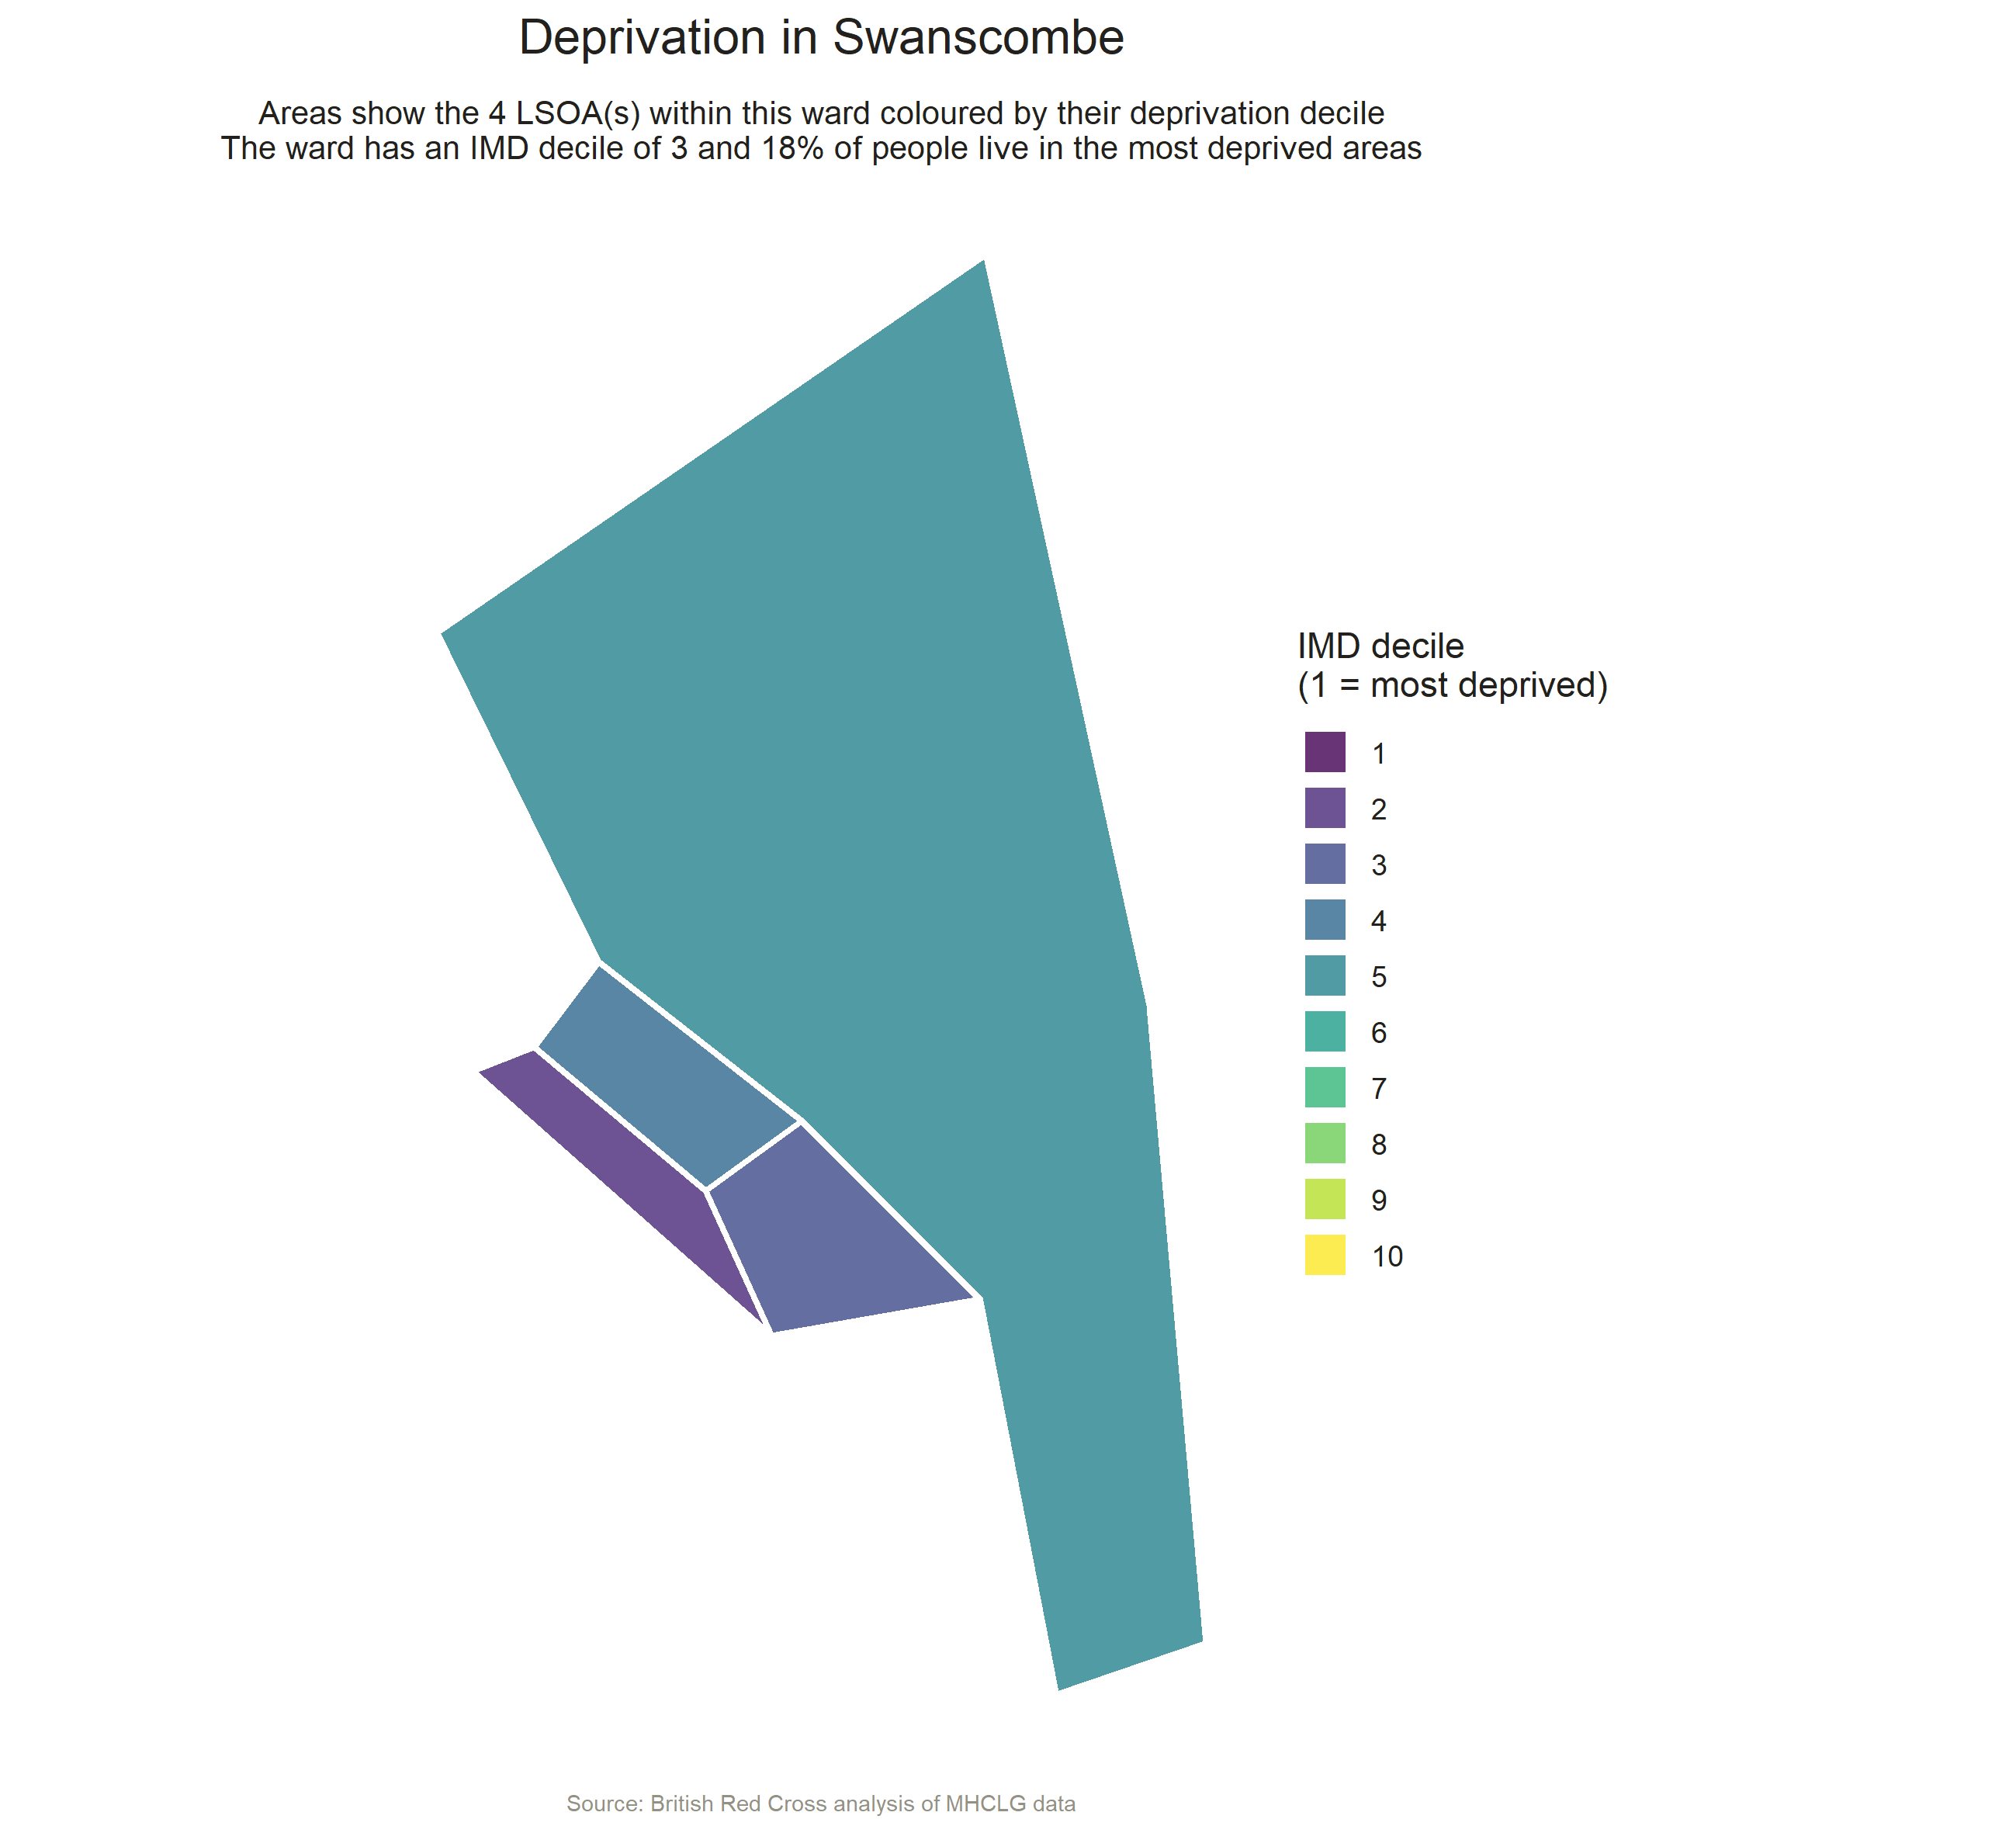 Deprivation in Swanscombe
Areas show the 4 LSOA(s) within this ward coloured by their deprivation decile
The ward has an IMD decile of 3 and 18% of people live in the most deprived areas
IMD decile
(1 = most deprived)
1
2
3
4
5
6
7
8
9
10
Source: British Red Cross analysis of MHCLG data